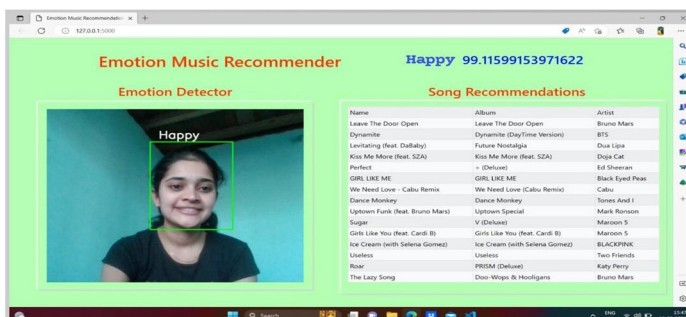 Emotion Music Recommendation
127.0.0.1:5000
Emotion Music Recommender
Happy 99.11599153971622
Emotion Detector
Song Recommendations
Happy
Name Album Artist
Leave The Door Open Leave The Door Open Bruno Mars
Dynamite Dynamite (DayTime Version) BTS
Levitating (feat. DaBaby) Future Nostalgia Dua Lipa
Kiss Me More (feat. SZA) Kiss Me More (feat. SZA) Doja Cat
Perfect ÷ (Deluxe) Ed Sheeran
GIRL LIKE ME GIRL LIKE ME Black Eyed Peas
We Need Love - Cabu Remix We Need Love (Cabu Remix) Cabu
Dance Monkey Dance Monkey Tones And I
Uptown Funk (feat. Bruno Mars) Uptown Special Mark Ronson
Sugar V (Deluxe) Maroon 5
Girls Like You (feat. Cardi B) Girls Like You (feat. Cardi B) Maroon 5
Ice Cream (with Selena Gomez) Ice Cream (with Selena Gomez) BLACKPINK
Useless Useless Two Friends
Roar PRISM (Deluxe) Katy Perry
The Lazy Song Doo-Wops & Hooligans Bruno Mars
Search
ENG